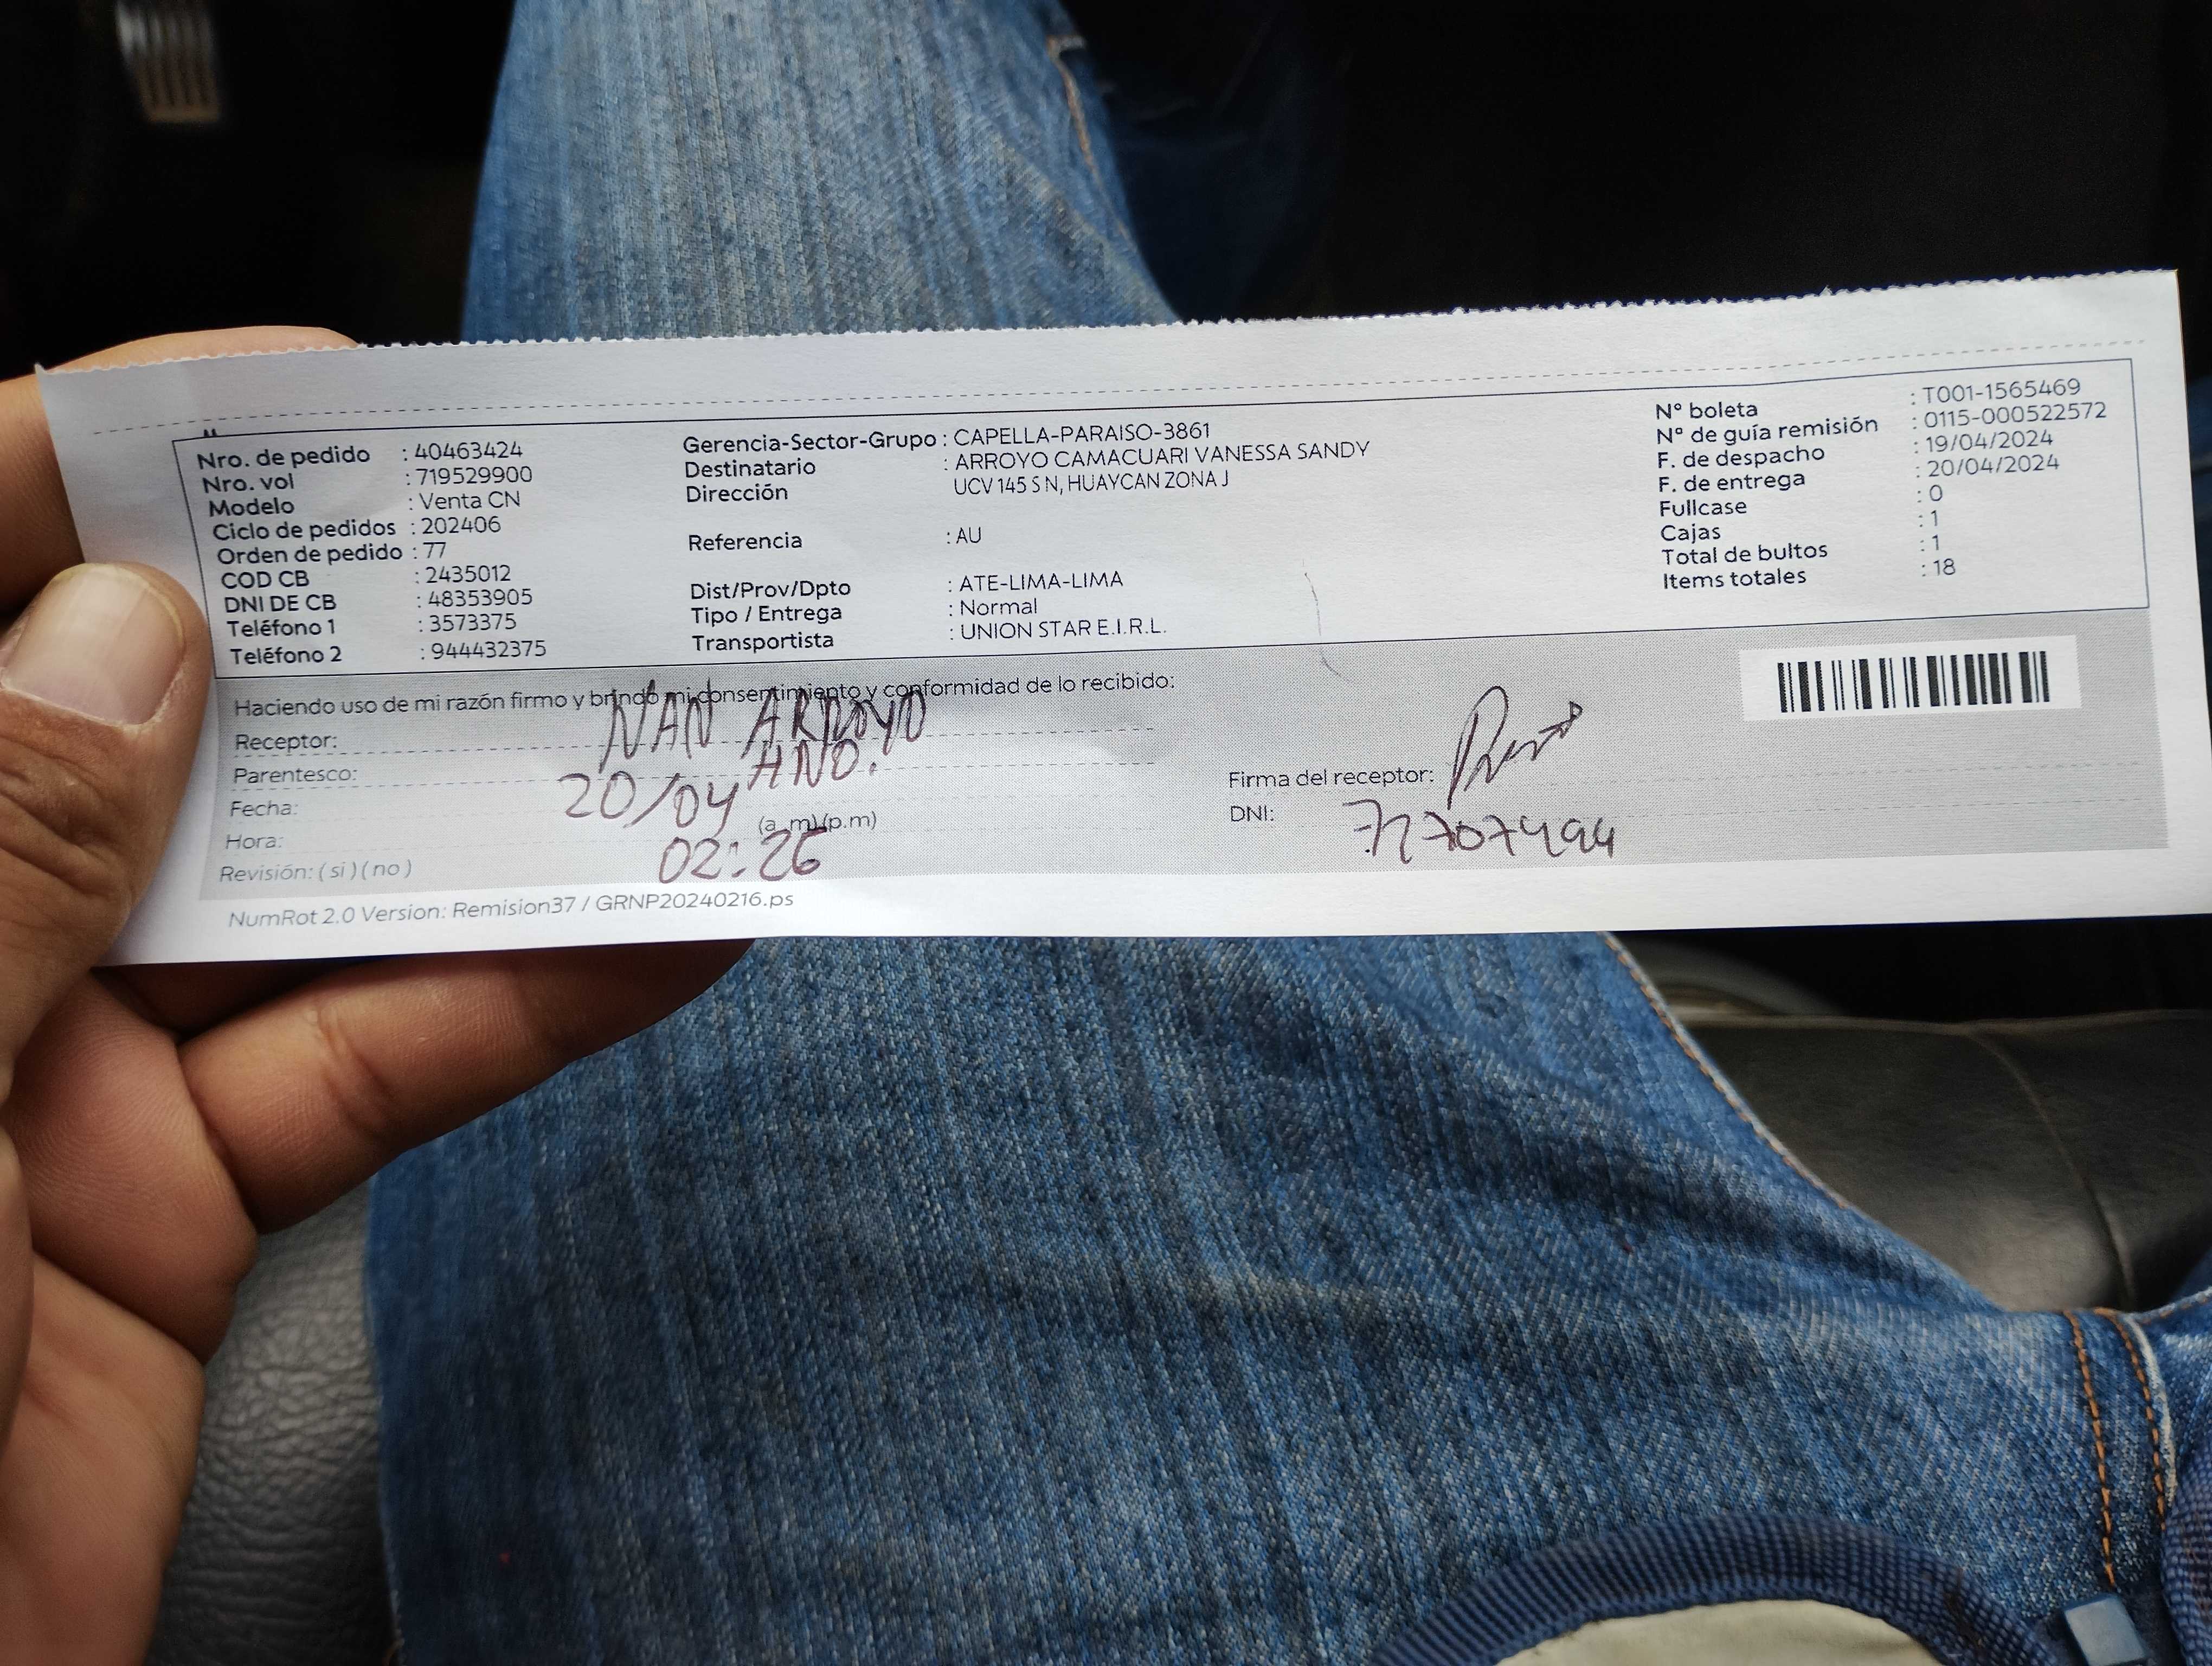 Nro. de pedido : 40463424
Nro. vol : 719529900
Modelo : Venta CN
Ciclo de pedidos : 202406
Orden de pedido : 77
COD CB : 2435012
DNI DE CB : 48353905
Teléfono 1 : 3573375
Teléfono 2 : 944432375
Gerencia-Sector-Grupo : CAPELLA-PARAISO-3861
Destinatario : ARROYO CAMACUARI VANESSA SANDY
Dirección UCV 145 S N, HUAYCAN ZONA J
Referencia : AU
Dist/Prov/Dpto : ATE-LIMA-LIMA
Tipo / Entrega : Normal
Transportista : UNION STAR E.I.R.L.
N° boleta : T001-1565469
N° de guía remisión : 0115-000522572
F. de despacho : 19/04/2024
F. de entrega : 20/04/2024
Fullcase : 0
Cajas : 1
Total de bultos : 1
Items totales : 18
Haciendo uso de mi razón firmo y brindo mi consentimiento y conformidad de lo recibido:
Receptor: ARROYO
Parentesco: HNO.
Fecha: 20/04
Hora: 02:26 (a m)(p.m)
Revisión: ( si ) ( no )
Firma del receptor:
DNI:
NumRot 2.0 Version: Remision37 / GRNP20240216.ps